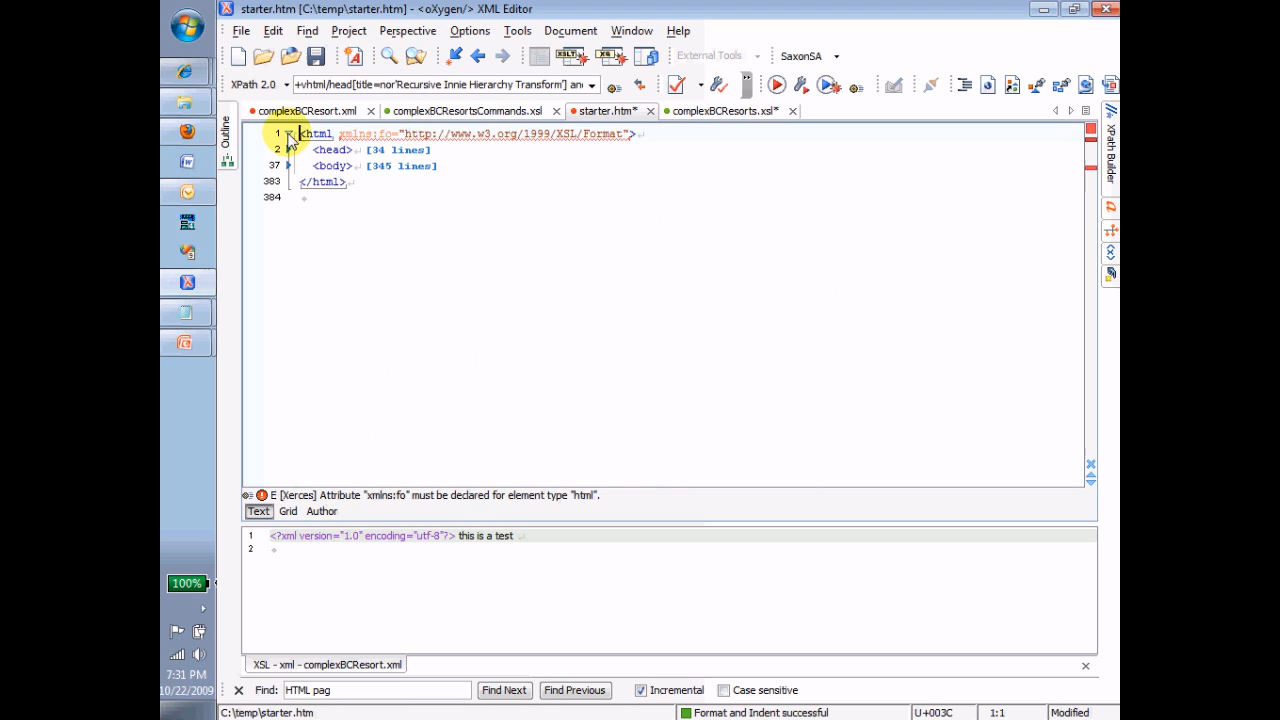 starter.htm [C:\temp\starter.htm] - <oXygen/> XML Editor
File Edit Find Project Perspective Options Tools Document Window Help
External Tools SaxonSA
XPath 2.0 +vhtml/head[title=nor'Recursive Innie Hierarchy Transform'] an
complexBCResort.xml complexBCResortsCommands.xsl starter.htm* complexBCResorts.xsl*
Outline
XPath Builder
1 <html xmlns:fo="http://www.w3.org/1999/XSL/Format">
2 <head> [34 lines]
37 <body> [345 lines]
383 </html>
384
E [Xerces] Attribute "xmlns:fo" must be declared for element type "html".
Text Grid Author
1 <?xml version="1.0" encoding="utf-8"?> this is a test
2
XSL - xml - complexBCResort.xml
Find: HTML pag Find Next Find Previous Incremental Case sensitive
C:\temp\starter.htm Format and Indent successful U+003C 1:1 Modified
100%
7:31 PM
10/22/2009